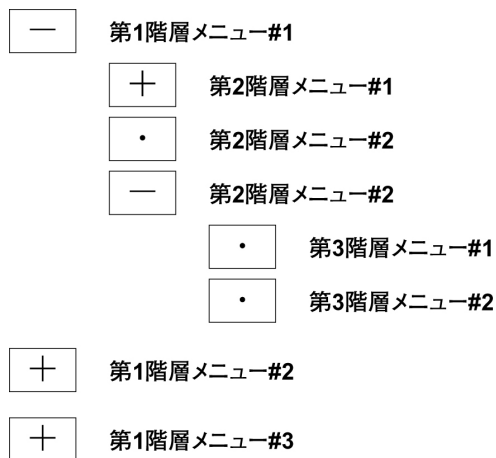 － 第1階層メニュー#1
＋ 第2階層メニュー#1
・ 第2階層メニュー#2
－ 第2階層メニュー#2
・ 第3階層メニュー#1
・ 第3階層メニュー#2
＋ 第1階層メニュー#2
＋ 第1階層メニュー#3